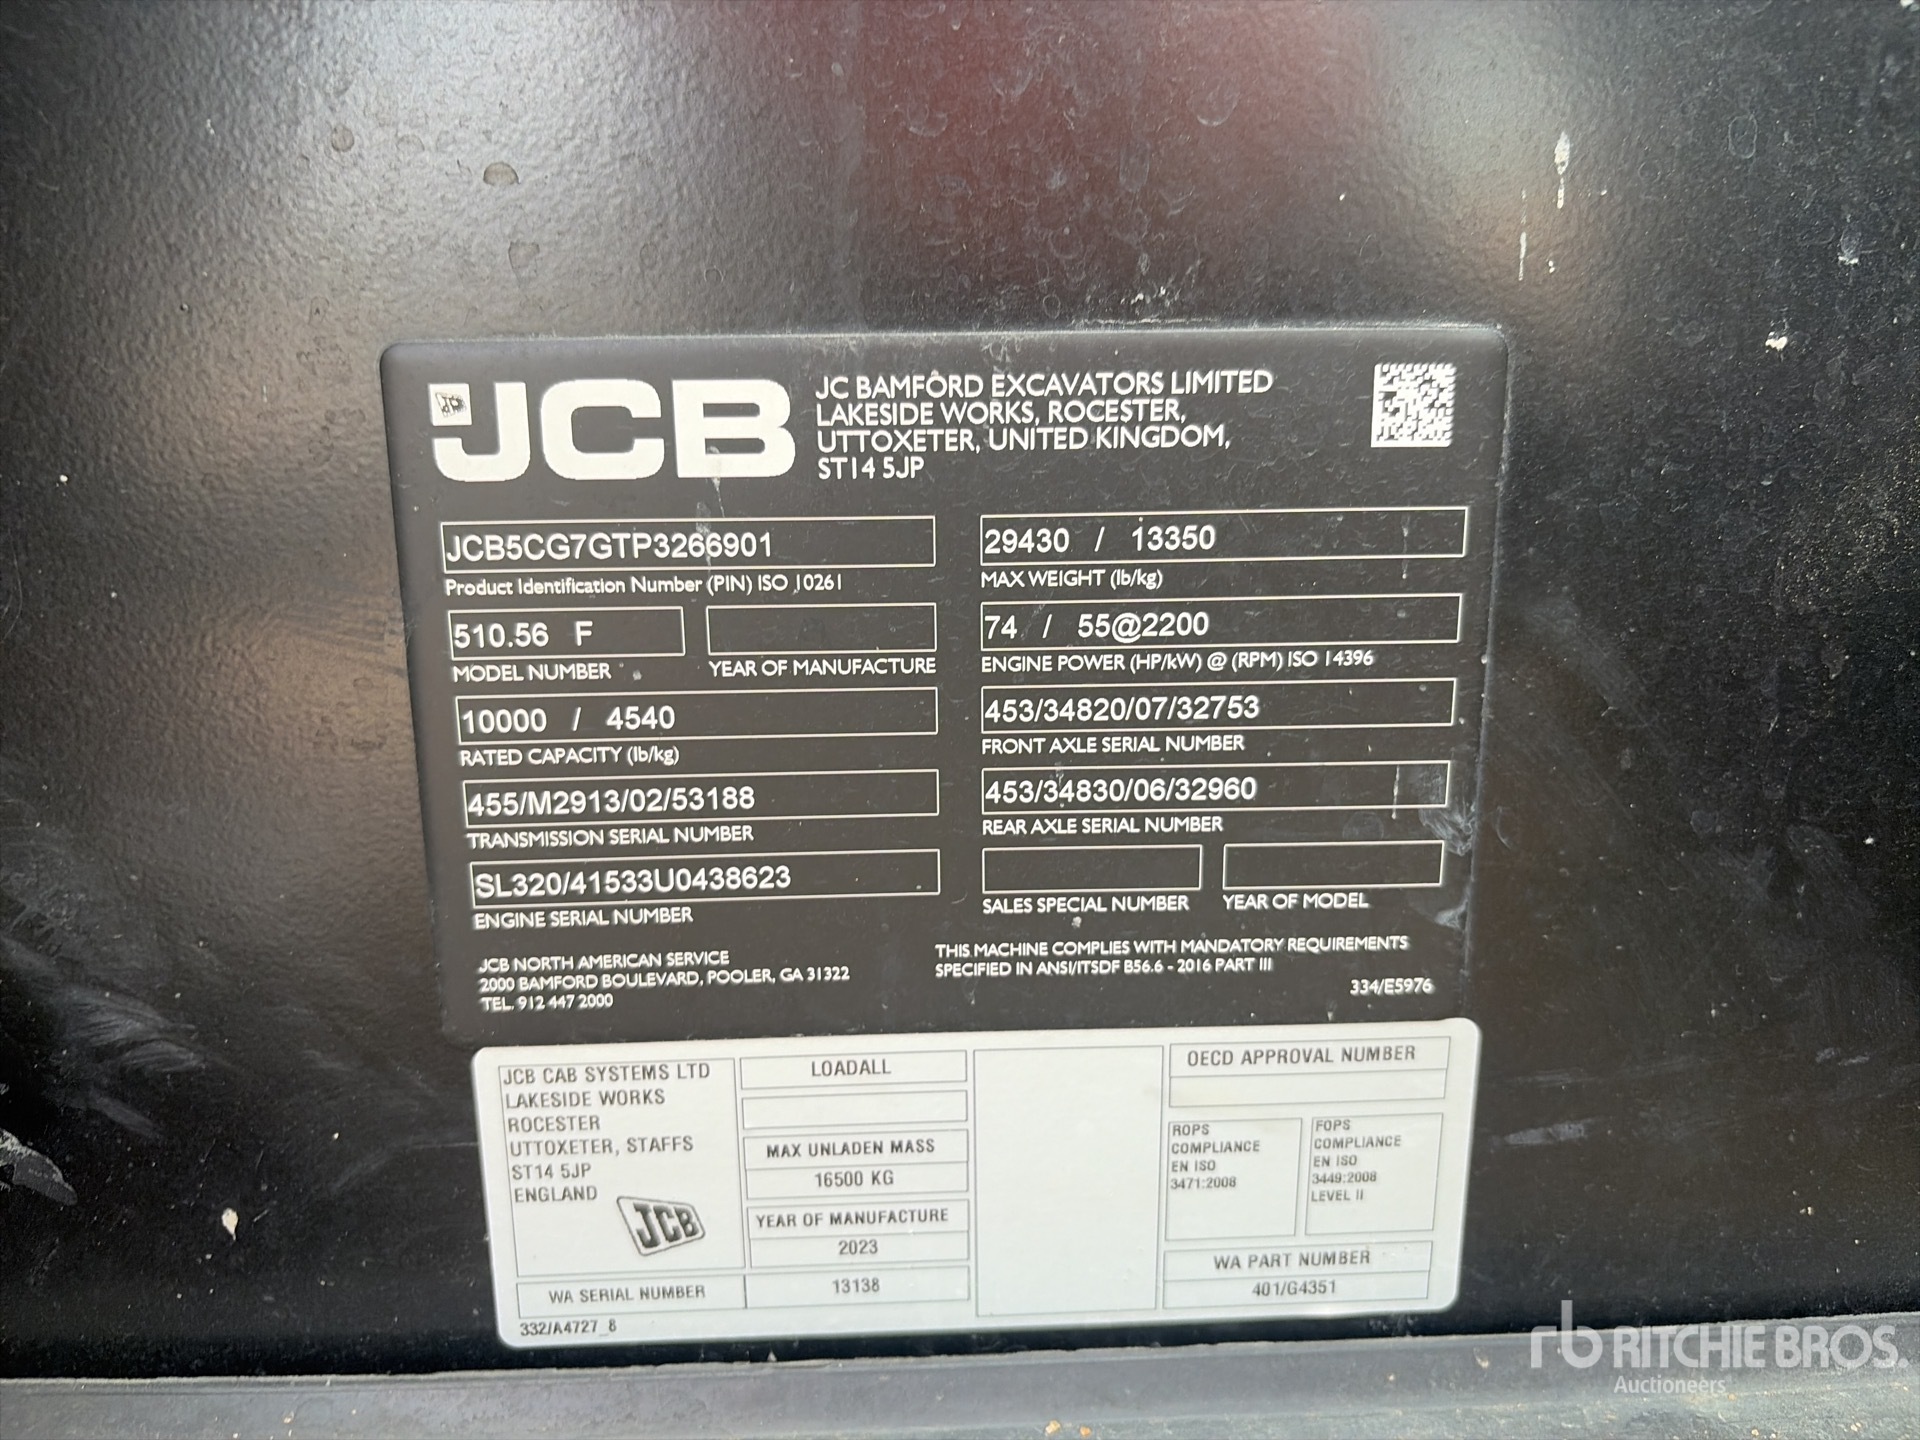 JCB
JC BAMFORD EXCAVATORS LIMITED
LAKESIDE WORKS, ROCESTER,
UTTOXETER, UNITED KINGDOM,
ST14 5JP
JCB5CG7GTP3266901
Product Identification Number (PIN) ISO 10261
510.56 F
MODEL NUMBER
YEAR OF MANUFACTURE
10000 / 4540
RATED CAPACITY (lb/kg)
455/M2913/02/53188
TRANSMISSION SERIAL NUMBER
SL320/41533U0438623
ENGINE SERIAL NUMBER
29430 / 13350
MAX WEIGHT (lb/kg)
74 / 55@2200
ENGINE POWER (HP/kW) @ (RPM) ISO 14396
453/34820/07/32753
FRONT AXLE SERIAL NUMBER
453/34830/06/32960
REAR AXLE SERIAL NUMBER
SALES SPECIAL NUMBER
YEAR OF MODEL
JCB NORTH AMERICAN SERVICE
2000 BAMFORD BOULEVARD, POOLER, GA 31322
TEL. 912 447 2000
THIS MACHINE COMPLIES WITH MANDATORY REQUIREMENTS
SPECIFIED IN ANSI/ITSDF B56.6 - 2016 PART III
334/E5976
JCB CAB SYSTEMS LTD
LAKESIDE WORKS
ROCESTER
UTTOXETER, STAFFS
ST14 5JP
ENGLAND
JCB
WA SERIAL NUMBER
332/A4727_8
LOADALL
MAX UNLADEN MASS
16500 KG
YEAR OF MANUFACTURE
2023
13138
OECD APPROVAL NUMBER
ROPS
COMPLIANCE
EN ISO
3471:2008
FOPS
COMPLIANCE
EN ISO
3449:2008
LEVEL II
WA PART NUMBER
401/G4351
rb RITCHIE BROS.
Auctioneers